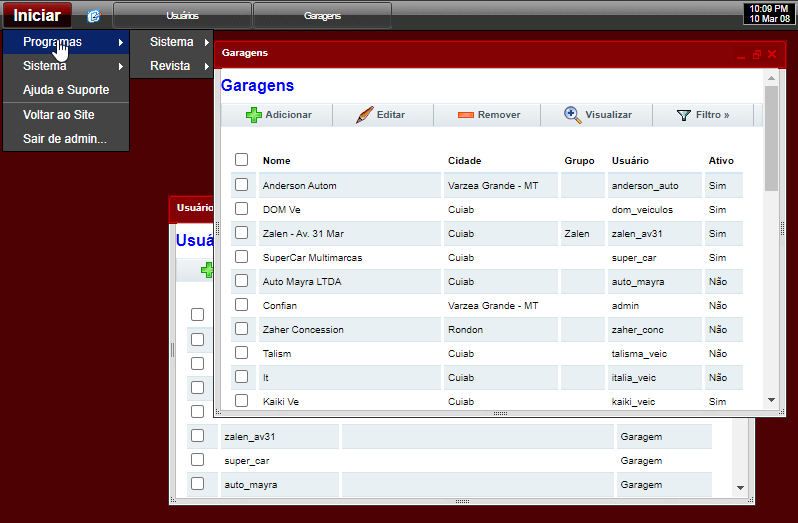 Iniciar Usuários Garagens 10:09 PM
10 Mar 08
Programas
Sistema
Ajuda e Suporte
Voltar ao Site
Sair de admin...
Sistema
Revista
Garagens
Garagens
Adicionar Editar Remover Visualizar Filtro »
Nome Cidade Grupo Usuário Ativo
Anderson Autom Varzea Grande - MT anderson_auto Sim
DOM Ve Cuiab dom_veiculos Sim
Zalen - Av. 31 Mar Cuiab Zalen zalen_av31 Sim
SuperCar Multimarcas Cuiab super_car Sim
Auto Mayra LTDA Cuiab auto_mayra Não
Confian Varzea Grande - MT admin Não
Zaher Concession Rondon zaher_conc Não
Talism Cuiab talisma_veic Não
It Cuiab italia_veic Não
Kaiki Ve Cuiab kaiki_veic Sim
Usuário
Usuá
zalen_av31 Garagem
super_car Garagem
auto_mayra Garagem